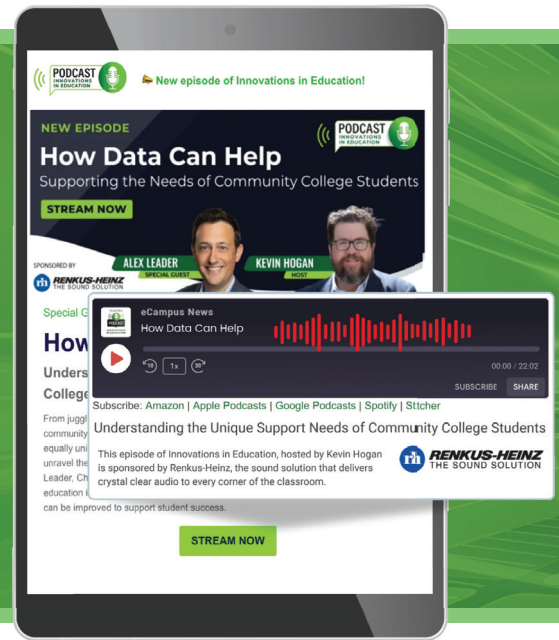 PODCAST
INNOVATIONS
IN EDUCATION
New episode of Innovations in Education!
NEW EPISODE
PODCAST
INNOVATIONS
IN EDUCATION
How Data Can Help
Supporting the Needs of Community College Students
STREAM NOW
SPONSORED BY
rh RENKUS-HEINZ
THE SOUND SOLUTION
ALEX LEADER
SPECIAL GUEST
KEVIN HOGAN
HOST
Special G
How
Unders
College
From juggl
community
equally uni
unravel the
Leader, Ch
education i
can be improved to support student success.
STREAM NOW
PODCAST
eCampus News
How Data Can Help
10
1x
30
00:00 / 22:02
SUBSCRIBE SHARE
Subscribe: Amazon | Apple Podcasts | Google Podcasts | Spotify | Sttcher
Understanding the Unique Support Needs of Community College Students
This episode of Innovations in Education, hosted by Kevin Hogan
is sponsored by Renkus-Heinz, the sound solution that delivers
crystal clear audio to every corner of the classroom.
rh RENKUS-HEINZ
THE SOUND SOLUTION